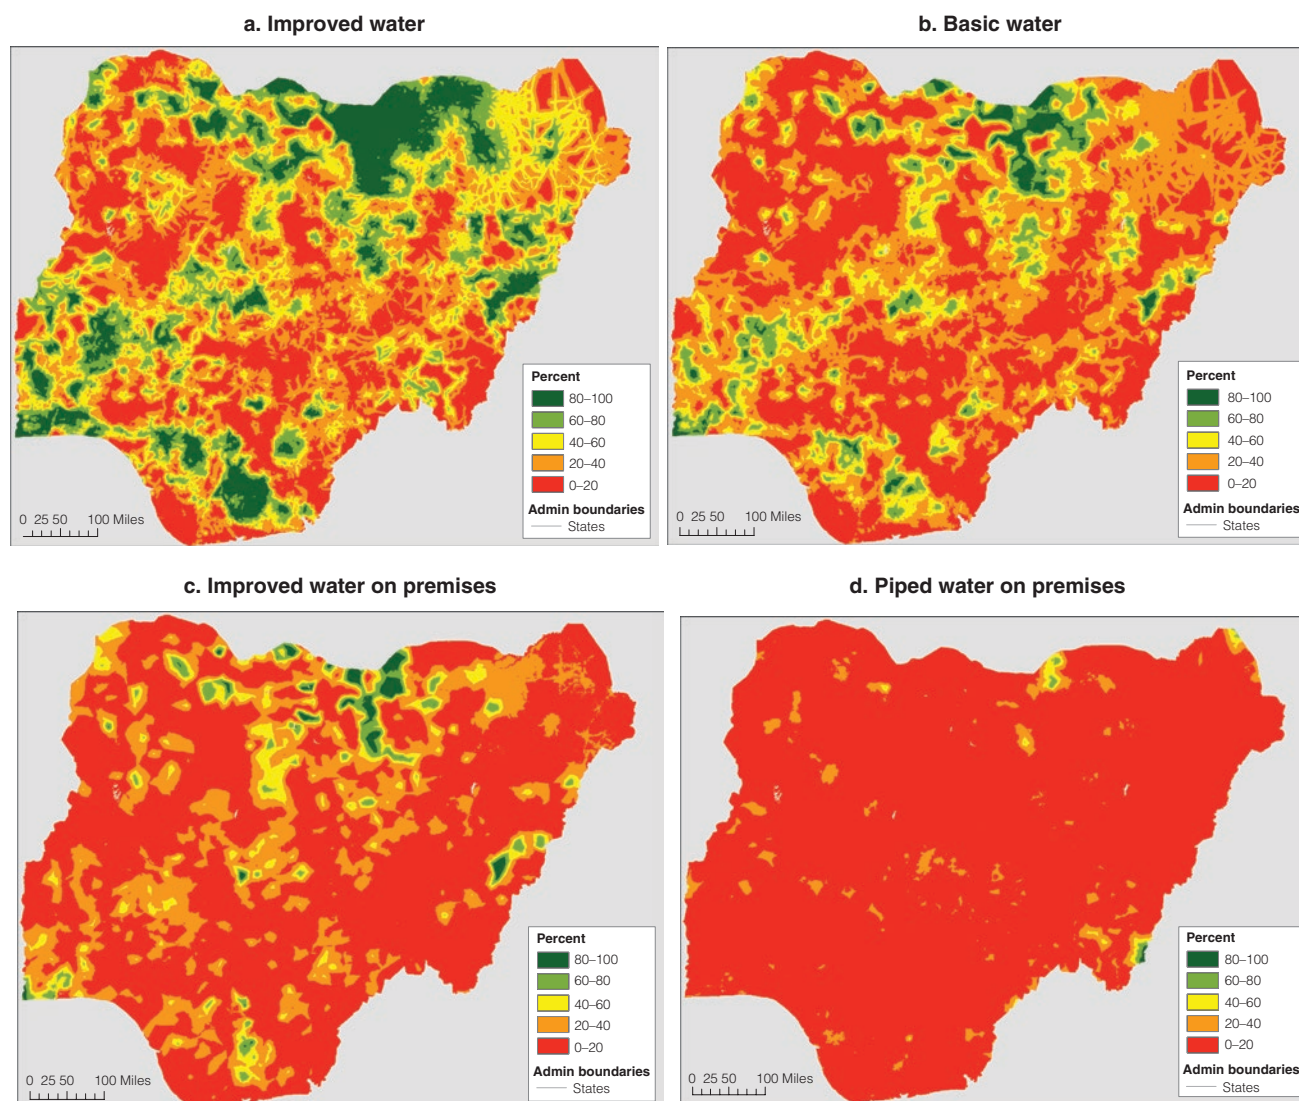 a. Improved water
b. Basic water
Percent
80–100
60–80
40–60
20–40
0–20
Admin boundaries
States
0 25 50 100 Miles
Percent
80–100
60–80
40–60
20–40
0–20
Admin boundaries
States
0 25 50 100 Miles
c. Improved water on premises
d. Piped water on premises
Percent
80–100
60–80
40–60
20–40
0–20
Admin boundaries
States
0 25 50 100 Miles
Percent
80–100
60–80
40–60
20–40
0–20
Admin boundaries
States
0 25 50 100 Miles